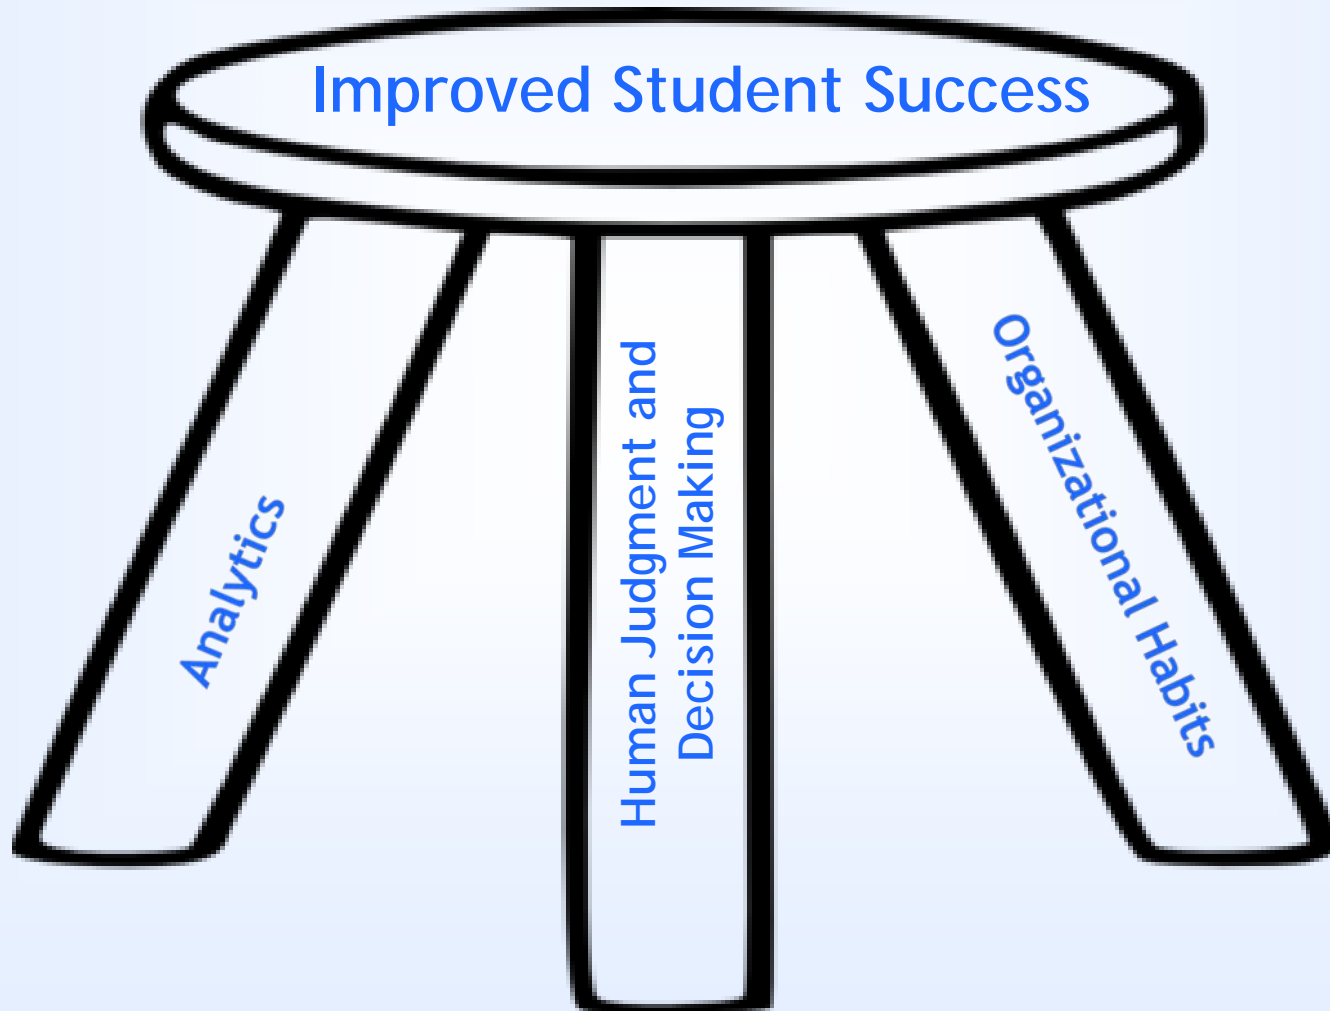 Improved Student Success
Analytics
Human Judgment and
Decision Making
Organizational Habits